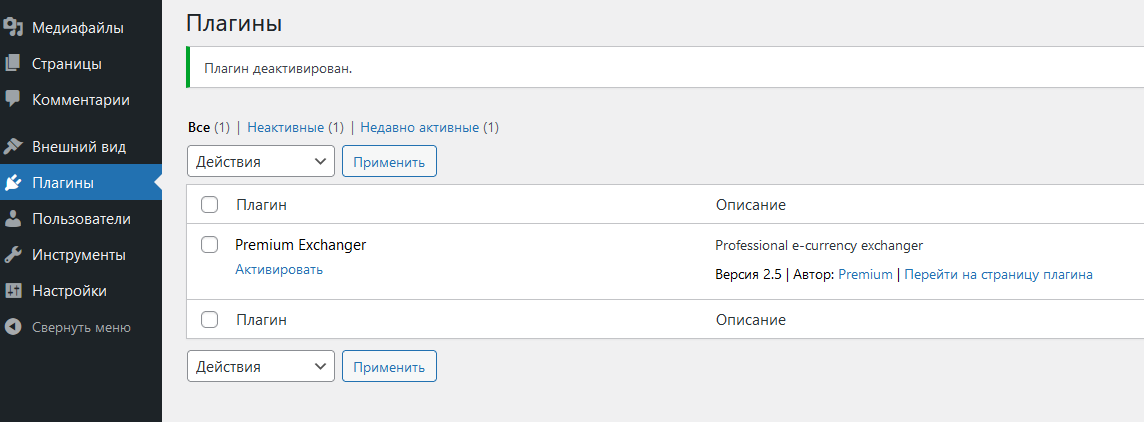 Плагины
Медиафайлы
Страницы
Комментарии
Внешний вид
Плагины
Пользователи
Инструменты
Настройки
Свернуть меню
Плагин деактивирован.
Все (1) | Неактивные (1) | Недавно активные (1)
Действия Применить
Плагин Описание
Premium Exchanger Professional e-currency exchanger
Активировать Версия 2.5 | Автор: Premium | Перейти на страницу плагина
Плагин Описание
Действия Применить